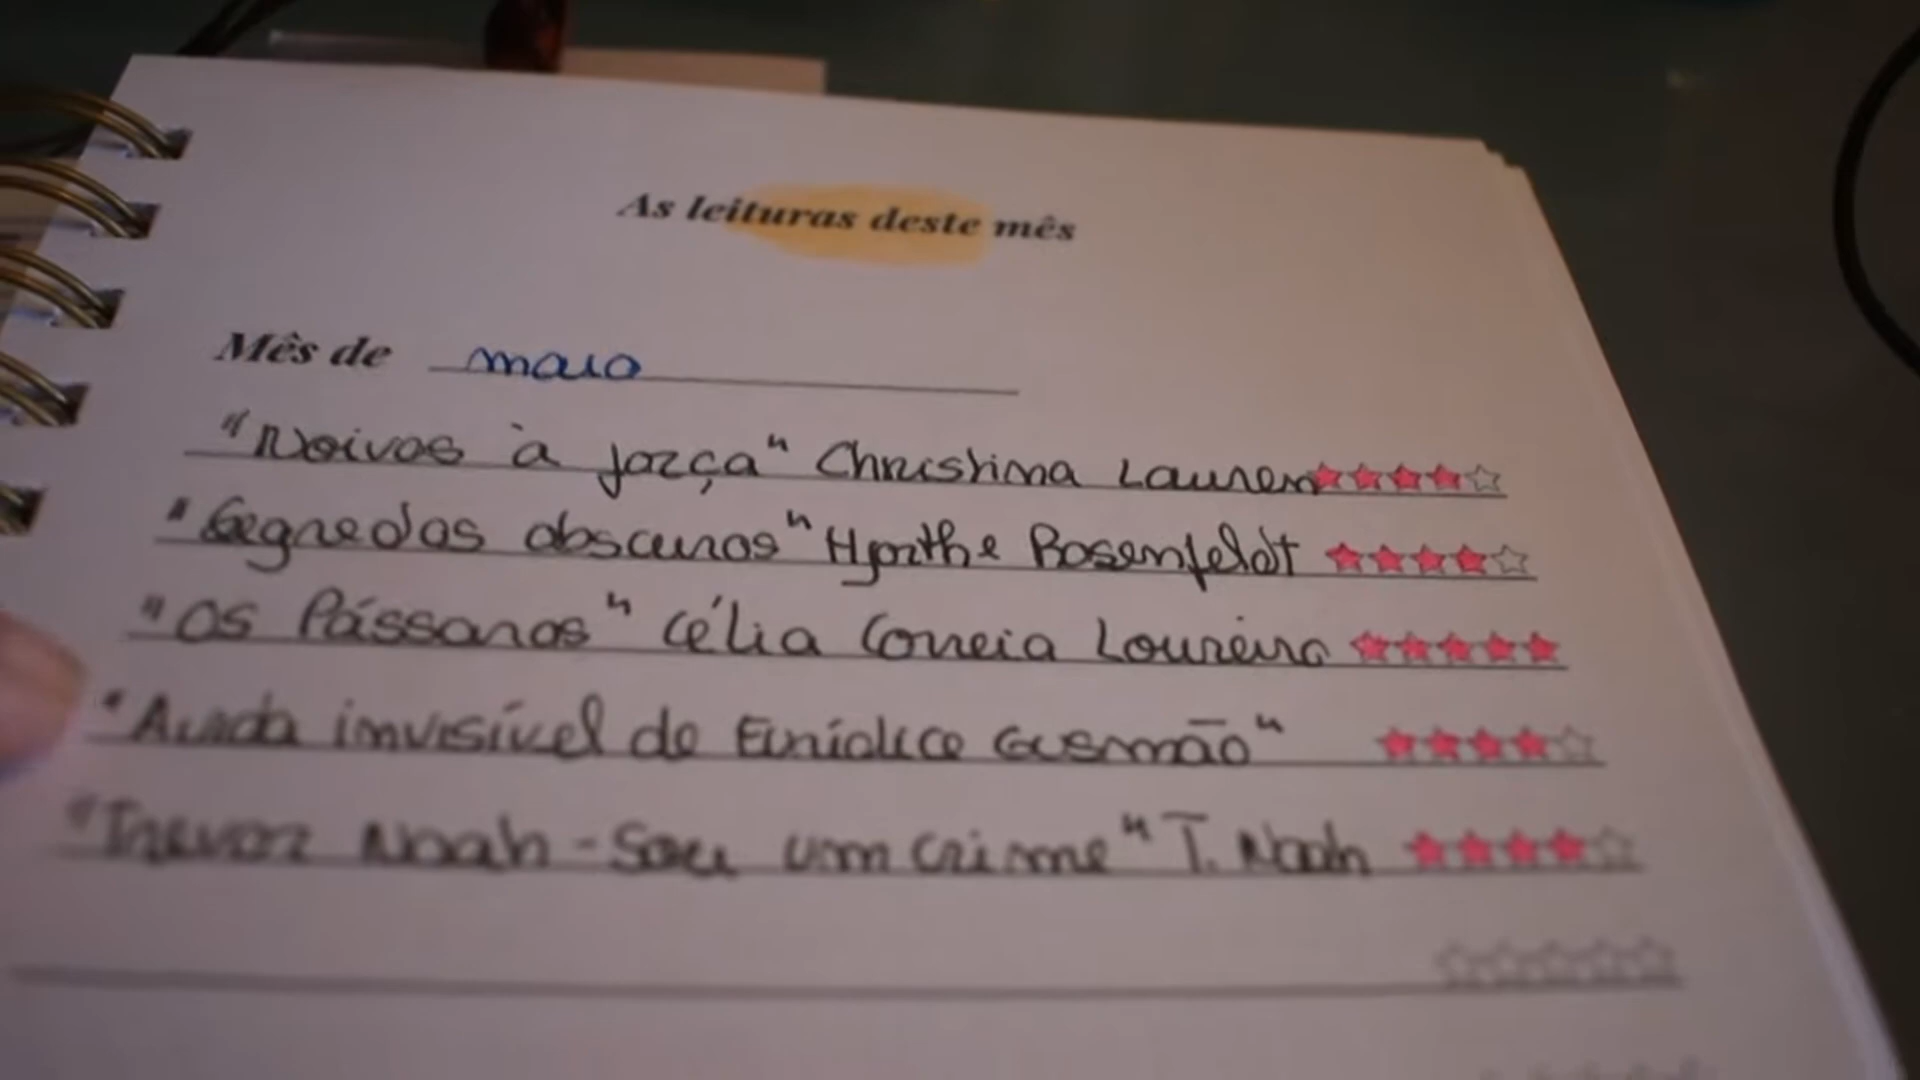 As leituras deste mês
Mês de maio
"Noivos à força" Christina Lauren
"Segredos obscuros" Hjorthe Rosenfeldt
"Os Pássaros" Célia Correia Loureiro
"A vida invisível de Eurídice Gusmão"
"Trevor Noah - Sou um crime" T. Noah